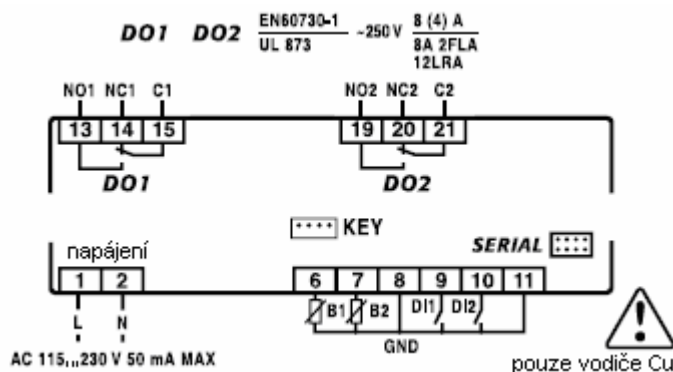 DO1 DO2 EN60730-1 ~250V 8 (4) A
UL 873 8A 2FLA
12LRA
NO1 NC1 C1 NO2 NC2 C2
13 14 15 19 20 21
DO1 DO2
KEY
napájení SERIAL
1 2 6 7 8 9 10 11
B1 B2 DI1 DI2
L N GND
AC 115...230 V 50 mA MAX pouze vodiče Cu